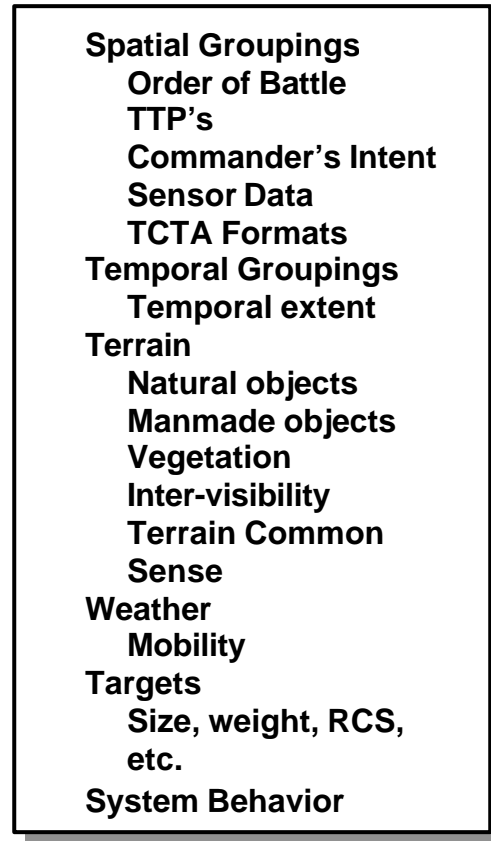 Spatial Groupings
Order of Battle
TTP’s
Commander’s Intent
Sensor Data
TCTA Formats
Temporal Groupings
Temporal extent
Terrain
Natural objects
Manmade objects
Vegetation
Inter-visibility
Terrain Common
Sense
Weather
Mobility
Targets
Size, weight, RCS,
etc.
System Behavior